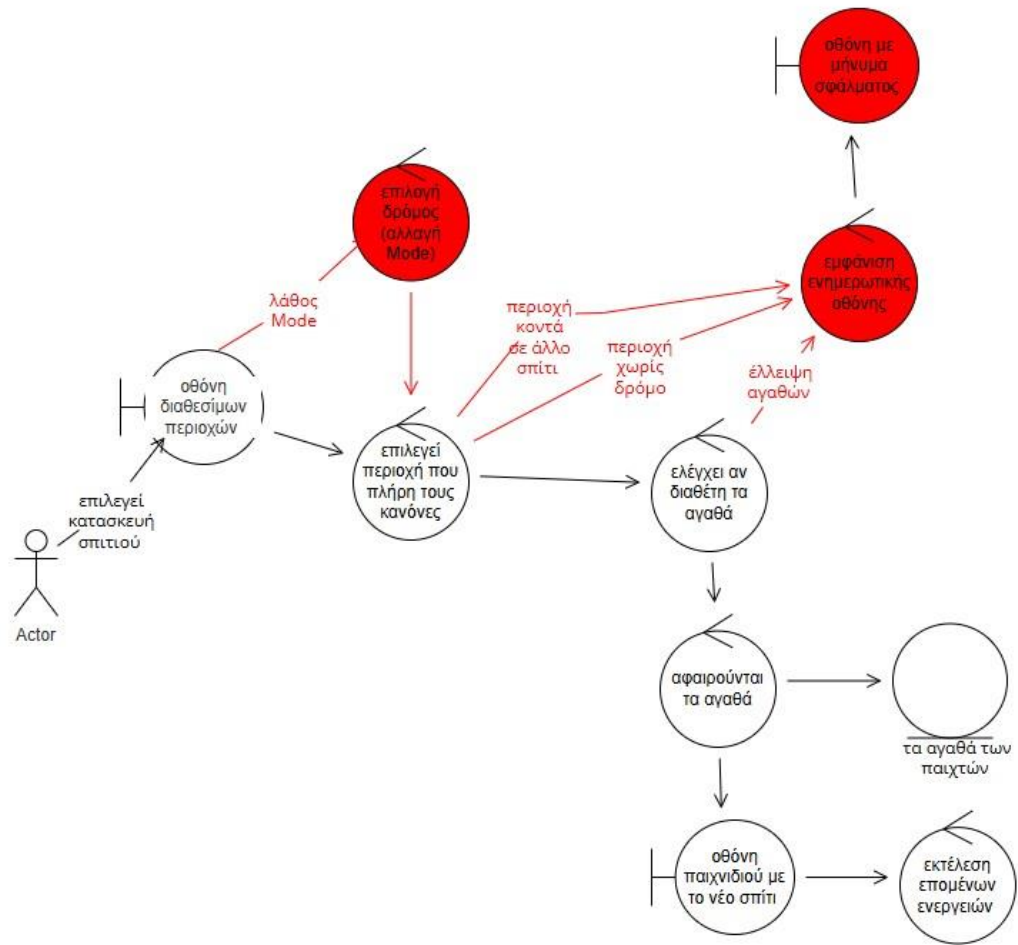 οθόνη με
μήνυμα
σφάλματος
επιλογή
δρόμος
(αλλαγή
Mode)
εμφάνιση
ενημερωτικής
οθόνης
λάθος
Mode
περιοχή
κοντά
σε άλλο
σπίτι
περιοχή
χωρίς
δρόμο
έλλειψη
αγαθών
οθόνη
διαθεσίμων
περιοχών
επιλεγεί
περιοχή που
πλήρη τους
κανόνες
ελέγχει αν
διαθέτη τα
αγαθά
επιλεγεί
κατασκευή
σπιτιού
Actor
αφαιρούνται
τα αγαθά
τα αγαθά των
παιχτών
οθόνη
παιχνιδιού με
το νέο σπίτι
εκτέλεση
επομένων
ενεργειών